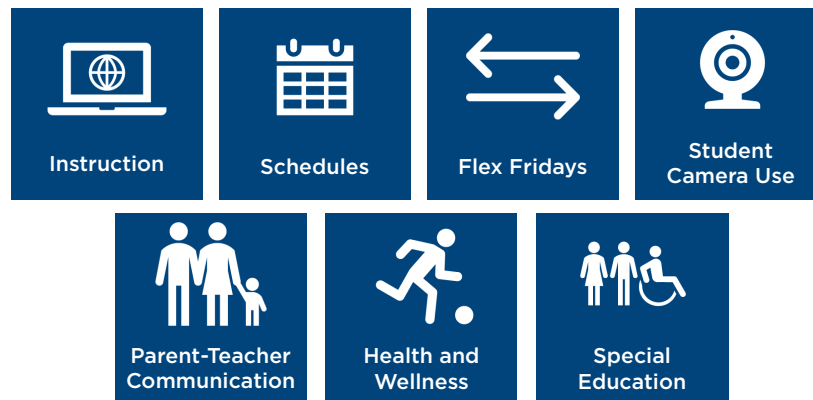 Instruction
Schedules
Flex Fridays
Student
Camera Use
Parent-Teacher
Communication
Health and
Wellness
Special
Education